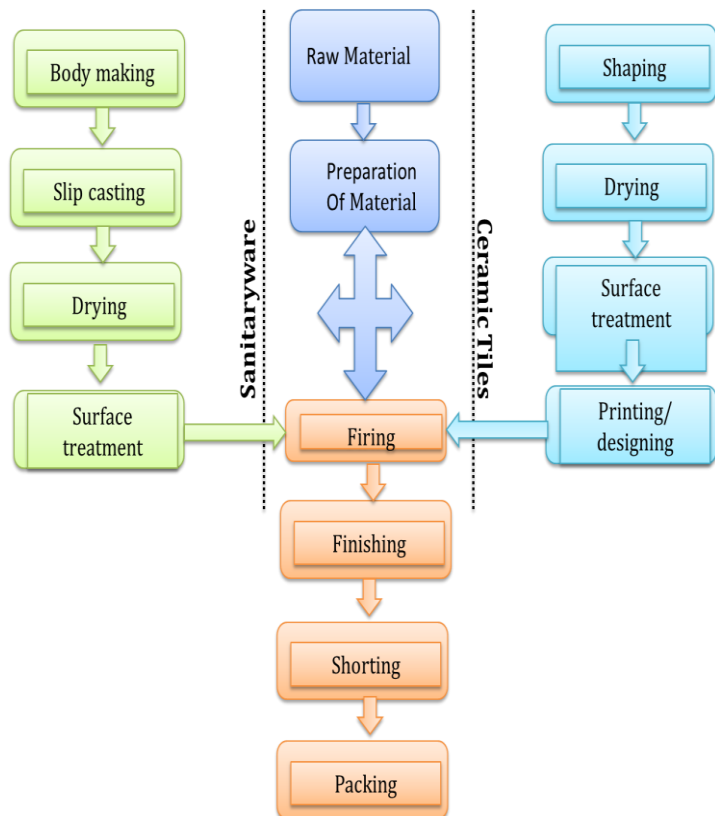 Body making
Slip casting
Drying
Surface
treatment
Sanitaryware
Raw Material
Preparation
Of Material
Firing
Finishing
Shorting
Packing
Ceramic Tiles
Shaping
Drying
Surface
treatment
Printing/
designing